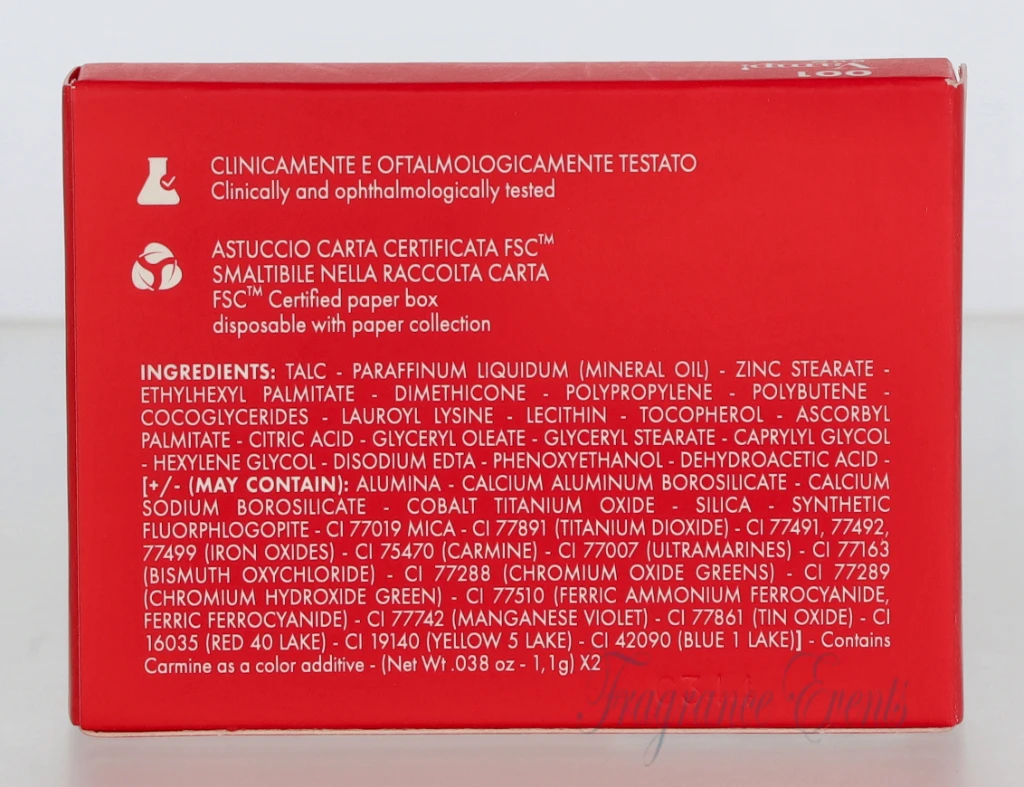 001
CLINICAMENTE E OFTALMOLOGICAMENTE TESTATO
Clinically and ophthalmologically tested
ASTUCCIO CARTA CERTIFICATA FSC™
SMALTIBILE NELLA RACCOLTA CARTA
FSC™ Certified paper box
disposable with paper collection
INGREDIENTS: TALC - PARAFFINUM LIQUIDUM (MINERAL OIL) - ZINC STEARATE -
ETHYLHEXYL PALMITATE - DIMETHICONE - POLYPROPYLENE - POLYBUTENE -
COCOGLYCERIDES - LAUROYL LYSINE - LECITHIN - TOCOPHEROL - ASCORBYL
PALMITATE - CITRIC ACID - GLYCERYL OLEATE - GLYCERYL STEARATE - CAPRYLYL GLYCOL
- HEXYLENE GLYCOL - DISODIUM EDTA - PHENOXYETHANOL - DEHYDROACETIC ACID -
[+/- (MAY CONTAIN): ALUMINA - CALCIUM ALUMINUM BOROSILICATE - CALCIUM
SODIUM BOROSILICATE - COBALT TITANIUM OXIDE - SILICA - SYNTHETIC
FLUORPHLOGOPITE - CI 77019 MICA - CI 77891 (TITANIUM DIOXIDE) - CI 77491, 77492,
77499 (IRON OXIDES) - CI 75470 (CARMINE) - CI 77007 (ULTRAMARINES) - CI 77163
(BISMUTH OXYCHLORIDE) - CI 77288 (CHROMIUM OXIDE GREENS) - CI 77289
(CHROMIUM HYDROXIDE GREEN) - CI 77510 (FERRIC AMMONIUM FERROCYANIDE,
FERRIC FERROCYANIDE) - CI 77742 (MANGANESE VIOLET) - CI 77861 (TIN OXIDE) - CI
16035 (RED 40 LAKE) - CI 19140 (YELLOW 5 LAKE) - CI 42090 (BLUE 1 LAKE)] - Contains
Carmine as a color additive - (Net Wt .038 oz - 1,1g) X2
Fragrance Events